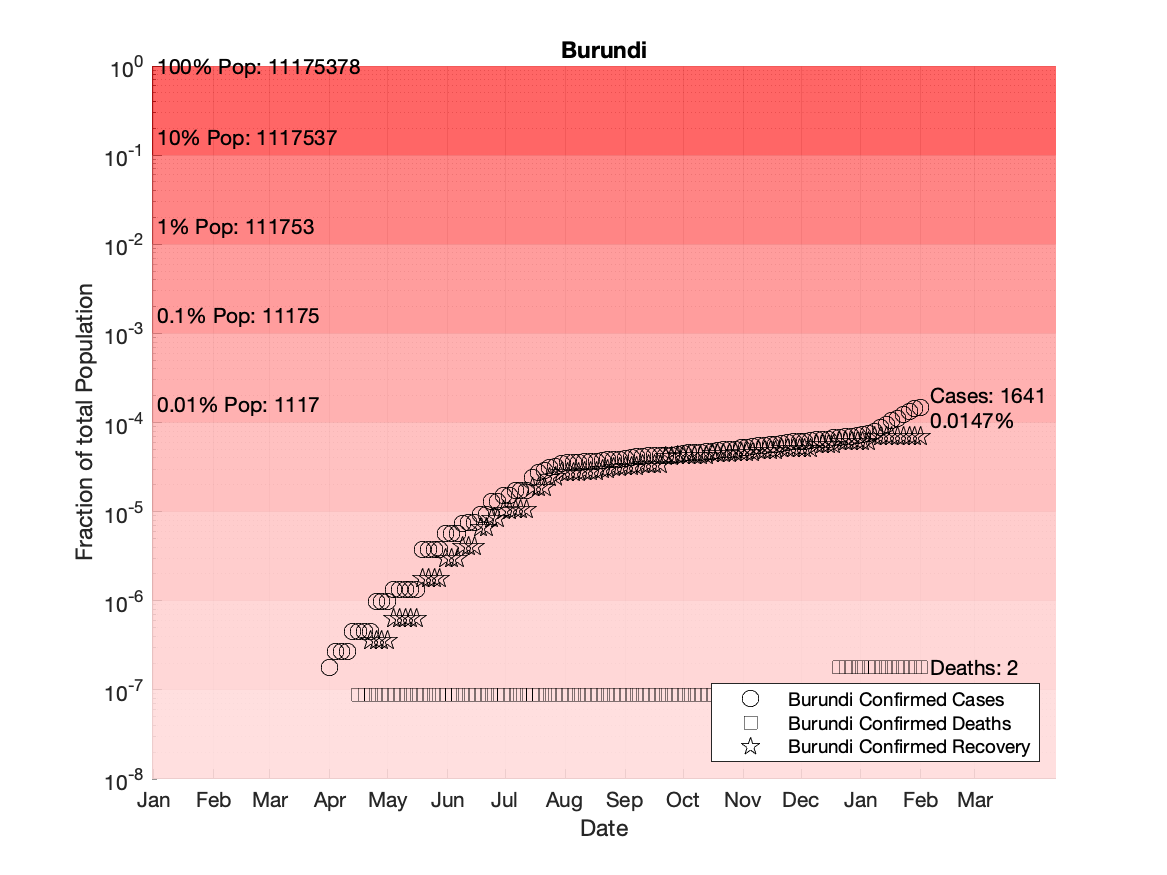 Burundi
10^0
100% Pop: 11175378
10% Pop: 1117537
10^-1
1% Pop: 111753
10^-2
0.1% Pop: 11175
10^-3
0.01% Pop: 1117
10^-4
Cases: 1641
0.0147%
10^-5
10^-6
Deaths: 2
10^-7
Burundi Confirmed Cases
Burundi Confirmed Deaths
Burundi Confirmed Recovery
10^-8
Fraction of total Population
Jan Feb Mar Apr May Jun Jul Aug Sep Oct Nov Dec Jan Feb Mar
Date